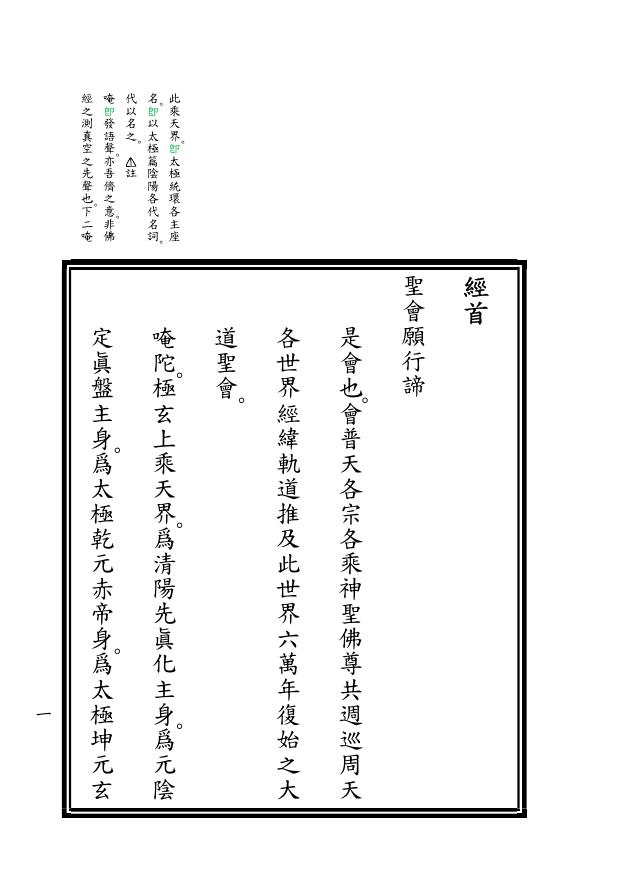 此乘天界。即太極統環各主座
名。即以太極篇陰陽各代名詞。
代以名之。⚠註
唵即發語聲。亦吾儕之意。非佛
經之測真空之先聲也。下二唵
經首
聖會願行諦
是會也。會普天各宗各乘神聖佛尊共週巡周天
各世界經緯軌道推及此世界六萬年復始之大
道聖會。
唵陀。極玄上乘天界。爲清陽先眞化主身。爲元陰
定眞盤主身。爲太極乾元赤帝身。爲太極坤元玄
一